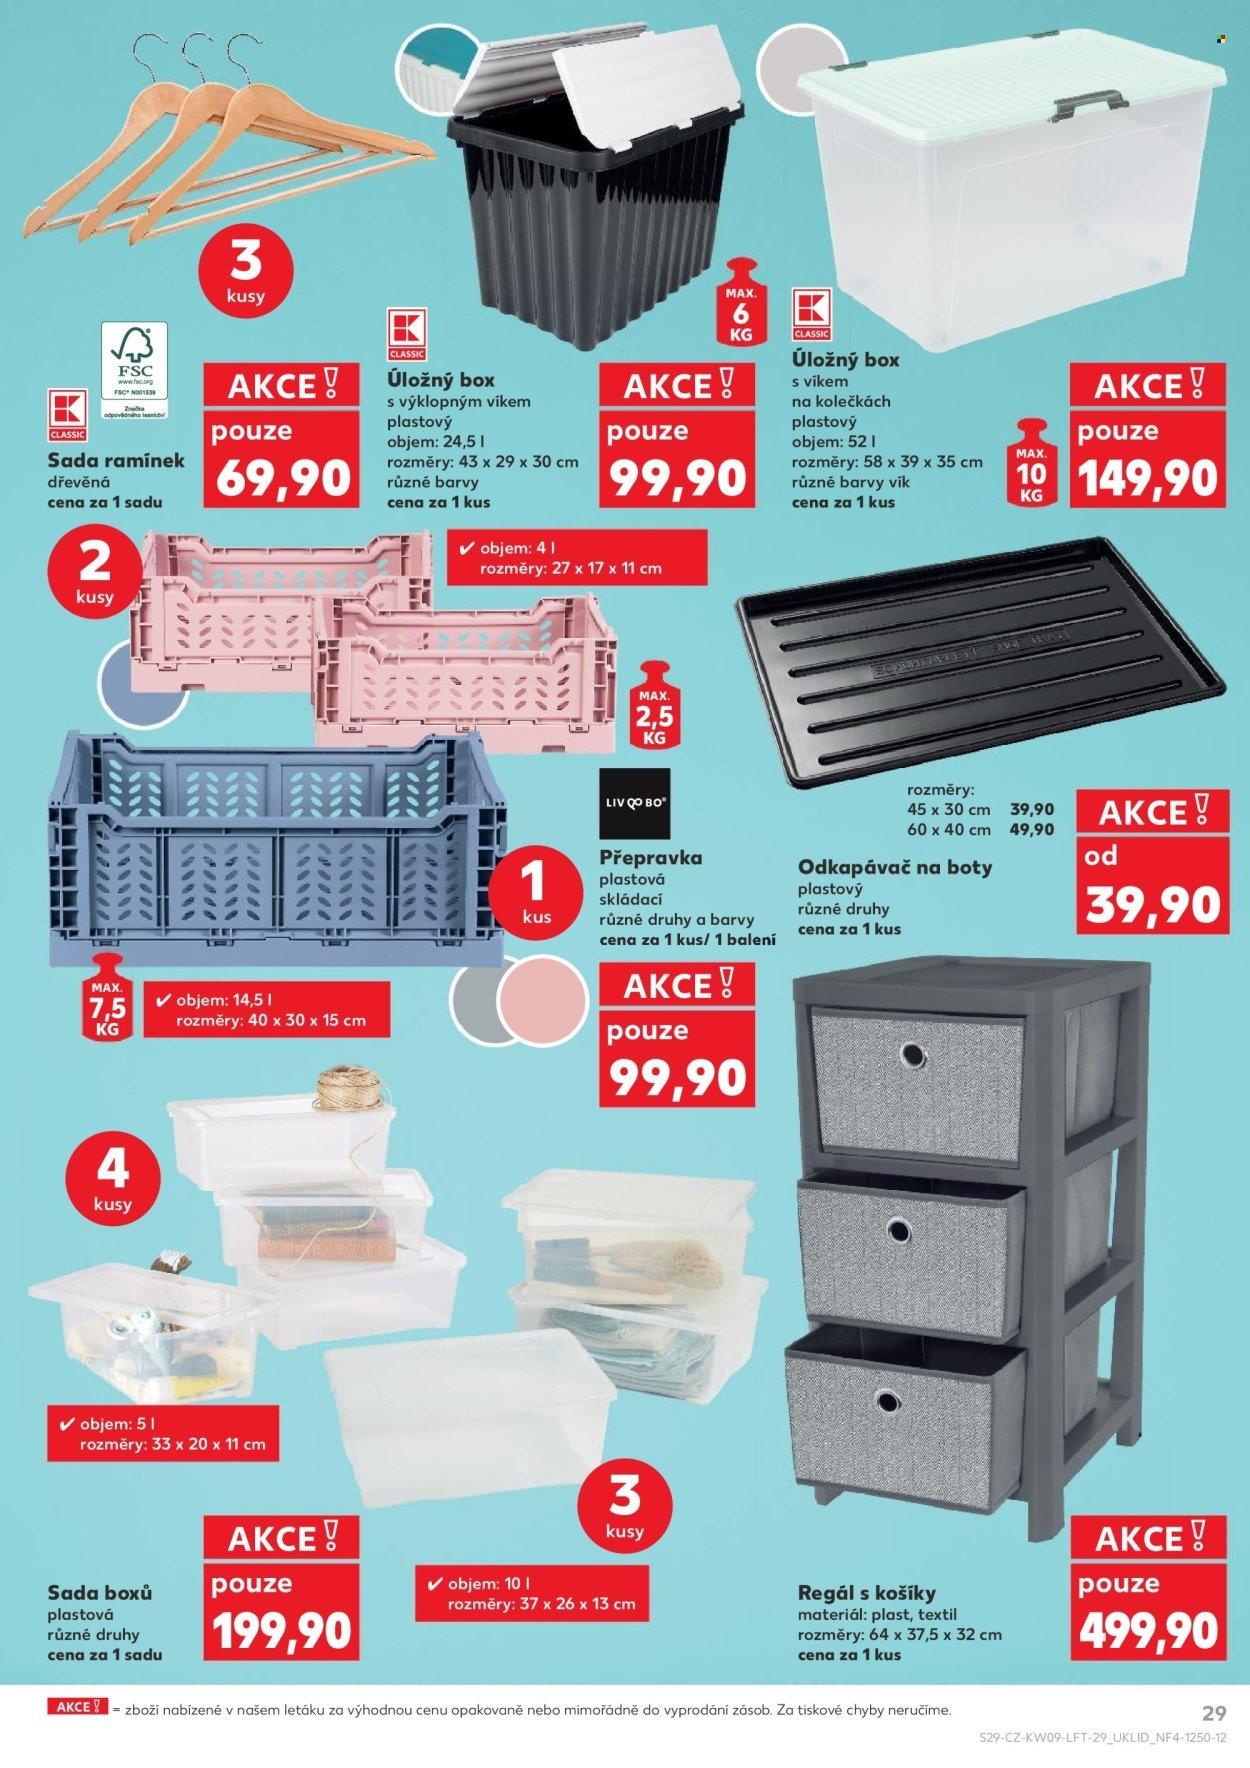 3
kusy
FSC
www.fsc.org
FSC® N001539
Značka
odpovědného lesnictví
K
CLASSIC
Sada ramínek
dřevěná
cena za 1 sadu
AKCE!
pouze
69,90
K
CLASSIC
Úložný box
s výklopným víkem
plastový
objem: 24,5 l
rozměry: 43 x 29 x 30 cm
různé barvy
cena za 1 kus
MAX.
6
KG
AKCE!
pouze
99,90
K
CLASSIC
Úložný box
s víkem
na kolečkách
plastový
objem: 52 l
rozměry: 58 x 39 x 35 cm
různé barvy vík
cena za 1 kus
MAX.
10
KG
AKCE!
pouze
149,90
2
kusy
✔ objem: 4 l
rozměry: 27 x 17 x 11 cm
MAX.
2,5
KG
LIV&BO®
Přepravka
plastová
skládací
různé druhy a barvy
cena za 1 kus/ 1 balení
1
kus
MAX.
7,5
KG
✔ objem: 14,5 l
rozměry: 40 x 30 x 15 cm
AKCE!
pouze
99,90
rozměry:
45 x 30 cm 39,90
60 x 40 cm 49,90
Odkapávač na boty
plastový
různé druhy
cena za 1 kus
AKCE!
od
39,90
4
kusy
✔ objem: 5 l
rozměry: 33 x 20 x 11 cm
3
kusy
✔ objem: 10 l
rozměry: 37 x 26 x 13 cm
Sada boxů
plastová
různé druhy
cena za 1 sadu
AKCE!
pouze
199,90
Regál s košíky
materiál: plast, textil
rozměry: 64 x 37,5 x 32 cm
cena za 1 kus
AKCE!
pouze
499,90
AKCE! = zboží nabízené v našem letáku za výhodnou cenu opakovaně nebo mimořádně do vyprodání zásob. Za tiskové chyby neručíme.
29
S29-CZ-KW09-LFT-29_UKLID_NF4-1250-12